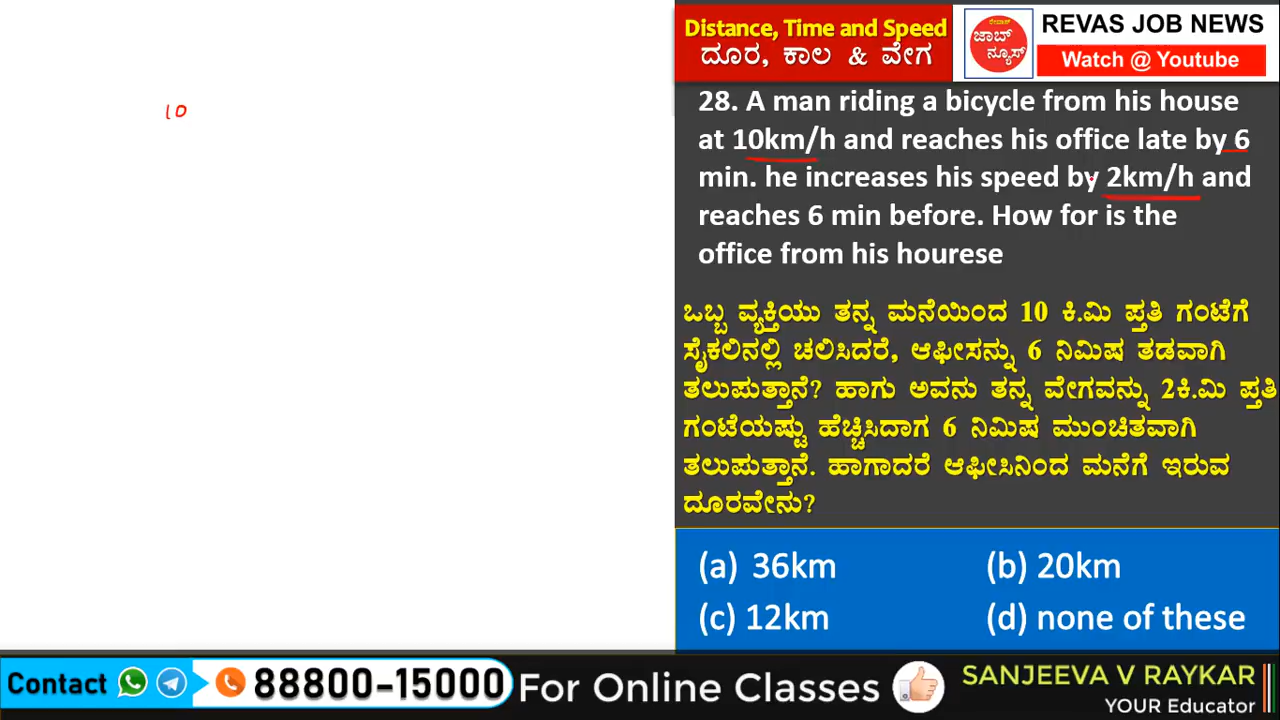 10
Distance, Time and Speed
ದೂರ, ಕಾಲ & ವೇಗ
ರೇವಾಸ್
ಜಾಬ್
ನ್ಯೂಸ್
REVAS JOB NEWS
Watch @ Youtube
28. A man riding a bicycle from his house
at 10km/h and reaches his office late by 6
min. he increases his speed by 2km/h and
reaches 6 min before. How for is the
office from his hourese
ಒಬ್ಬ ವ್ಯಕ್ತಿಯು ತನ್ನ ಮನೆಯಿಂದ 10 ಕಿ.ಮಿ ಪ್ರತಿ ಗಂಟೆಗೆ
ಸೈಕಲಿನಲ್ಲಿ ಚಲಿಸಿದರೆ, ಆಫೀಸನ್ನು 6 ನಿಮಿಷ ತಡವಾಗಿ
ತಲುಪುತ್ತಾನೆ? ಹಾಗು ಅವನು ತನ್ನ ವೇಗವನ್ನು 2ಕಿ.ಮಿ ಪ್ರತಿ
ಗಂಟೆಯಷ್ಟು ಹೆಚ್ಚಿಸಿದಾಗ 6 ನಿಮಿಷ ಮುಂಚಿತವಾಗಿ
ತಲುಪುತ್ತಾನೆ. ಹಾಗಾದರೆ ಆಫೀಸಿನಿಂದ ಮನೆಗೆ ಇರುವ
ದೂರವೇನು?
(a) 36km (b) 20km
(c) 12km (d) none of these
Contact 88800-15000 For Online Classes
SANJEEVA V RAYKAR
YOUR Educator